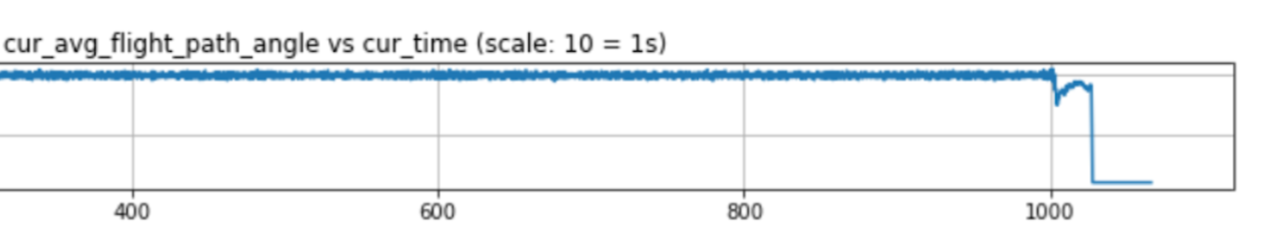 cur_avg_flight_path_angle vs cur_time (scale: 10 = 1s)
400 600 800 1000